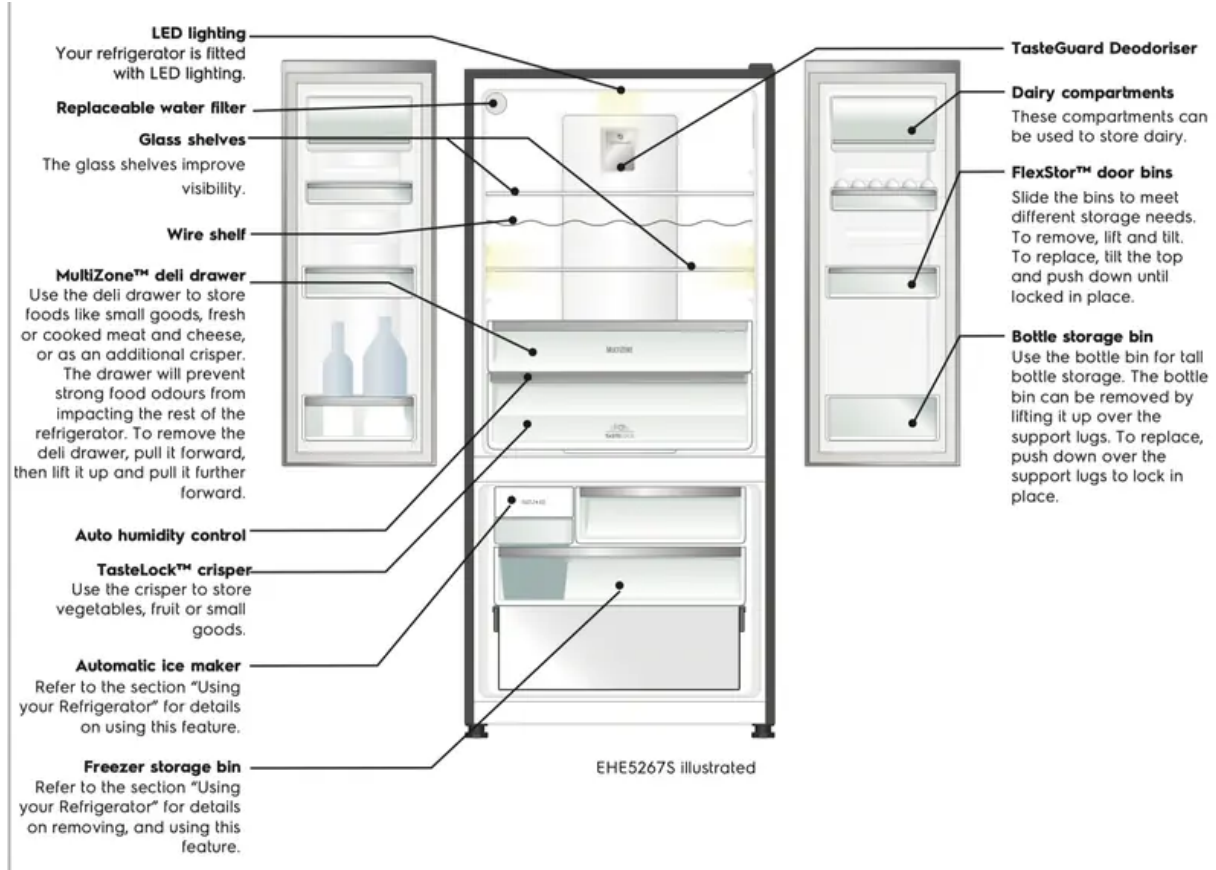 LED lighting
Your refrigerator is fitted
with LED lighting.
Replaceable water filter
Glass shelves
The glass shelves improve
visibility.
Wire shelf
MultiZone™ deli drawer
Use the deli drawer to store
foods like small goods, fresh
or cooked meat and cheese,
or as an additional crisper.
The drawer will prevent
strong food odours from
impacting the rest of the
refrigerator. To remove the
deli drawer, pull it forward,
then lift it up and pull it further
forward.
Auto humidity control
TasteLock™ crisper
Use the crisper to store
vegetables, fruit or small
goods.
Automatic ice maker
Refer to the section “Using
your Refrigerator” for details
on using this feature.
Freezer storage bin
Refer to the section “Using
your Refrigerator” for details
on removing, and using this
feature.
MULTIZONE
EHE5267S illustrated
TasteGuard Deodoriser
Dairy compartments
These compartments can
be used to store dairy.
FlexStor™ door bins
Slide the bins to meet
different storage needs.
To remove, lift and tilt.
To replace, tilt the top
and push down until
locked in place.
Bottle storage bin
Use the bottle bin for tall
bottle storage. The bottle
bin can be removed by
lifting it up over the
support lugs. To replace,
push down over the
support lugs to lock in
place.